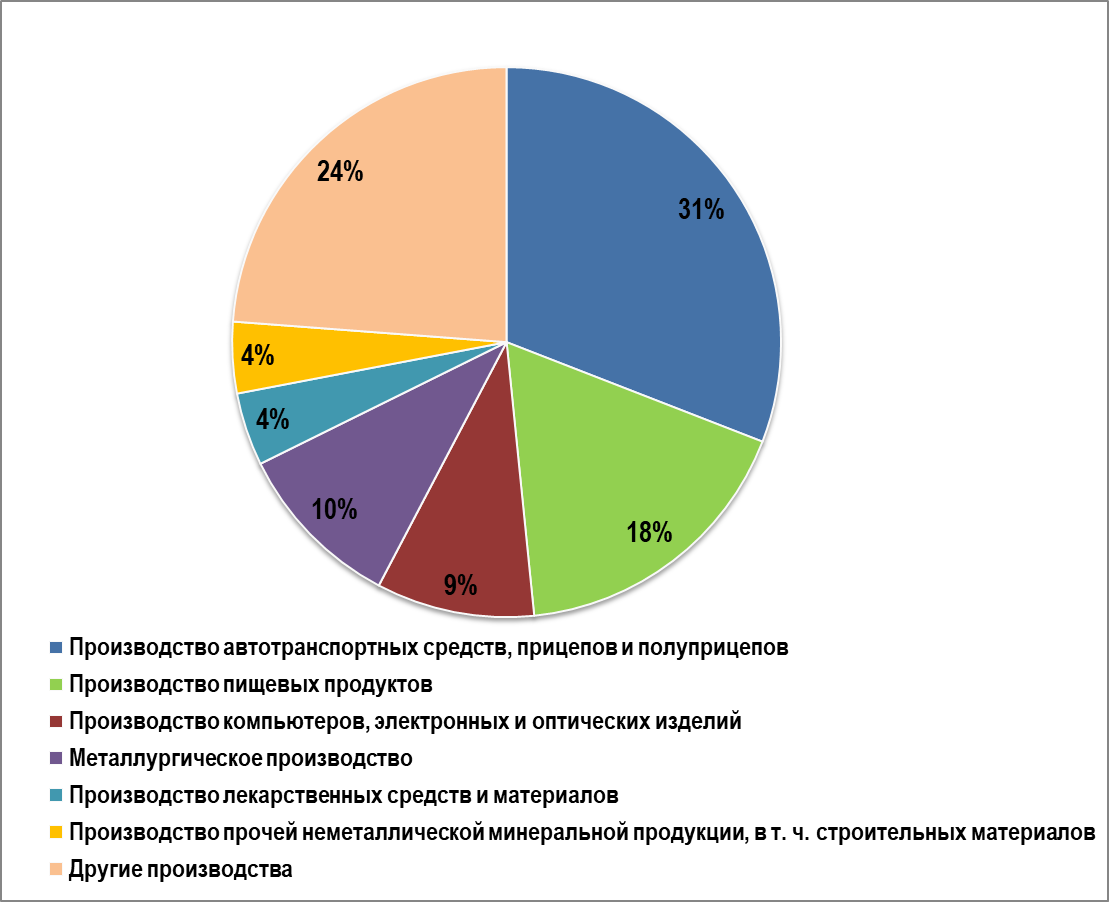 24%
31%
4%
4%
10%
18%
9%
Производство автотранспортных средств, прицепов и полуприцепов
Производство пищевых продуктов
Производство компьютеров, электронных и оптических изделий
Металлургическое производство
Производство лекарственных средств и материалов
Производство прочей неметаллической минеральной продукции, в т. ч. строительных материалов
Другие производства